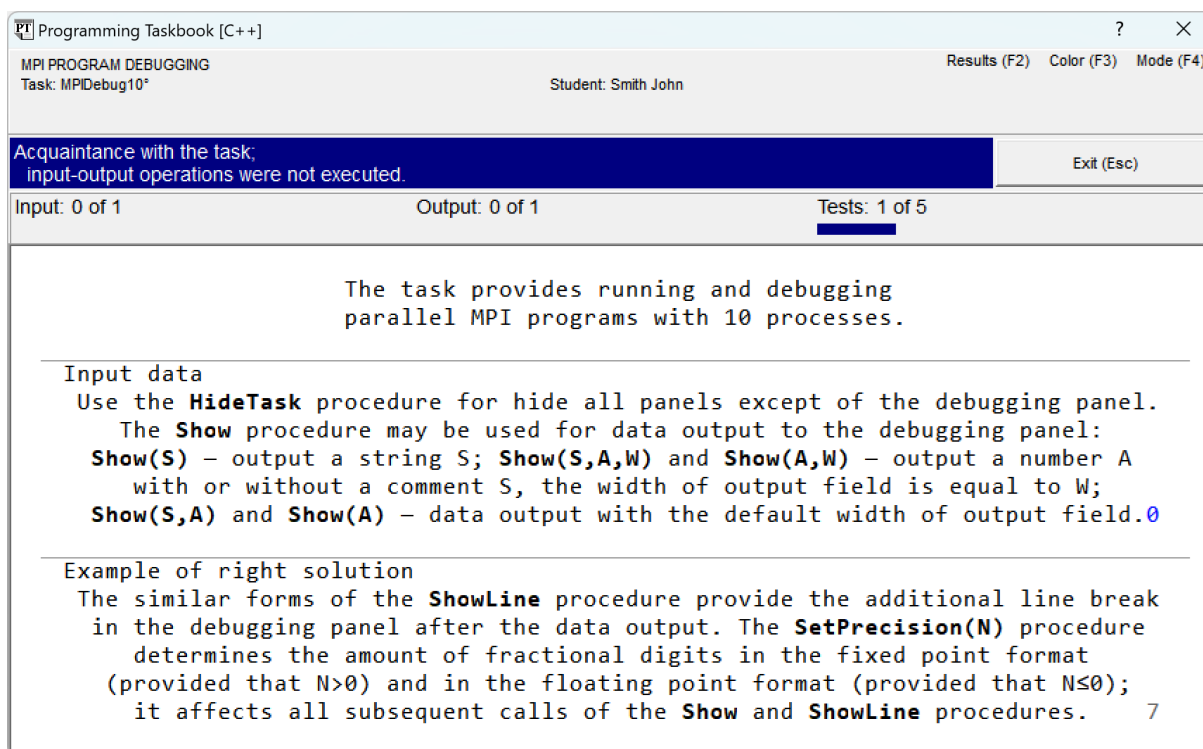 PT Programming Taskbook [C++] ? ×
MPI PROGRAM DEBUGGING Results (F2) Color (F3) Mode (F4)
Task: MPIDebug10° Student: Smith John
Acquaintance with the task;
input-output operations were not executed.
Exit (Esc)
Input: 0 of 1 Output: 0 of 1 Tests: 1 of 5
The task provides running and debugging
parallel MPI programs with 10 processes.
Input data
Use the HideTask procedure for hide all panels except of the debugging panel.
The Show procedure may be used for data output to the debugging panel:
Show(S) – output a string S; Show(S,A,W) and Show(A,W) – output a number A
with or without a comment S, the width of output field is equal to W;
Show(S,A) and Show(A) – data output with the default width of output field.0
Example of right solution
The similar forms of the ShowLine procedure provide the additional line break
in the debugging panel after the data output. The SetPrecision(N) procedure
determines the amount of fractional digits in the fixed point format
(provided that N>0) and in the floating point format (provided that N≤0);
it affects all subsequent calls of the Show and ShowLine procedures. 7